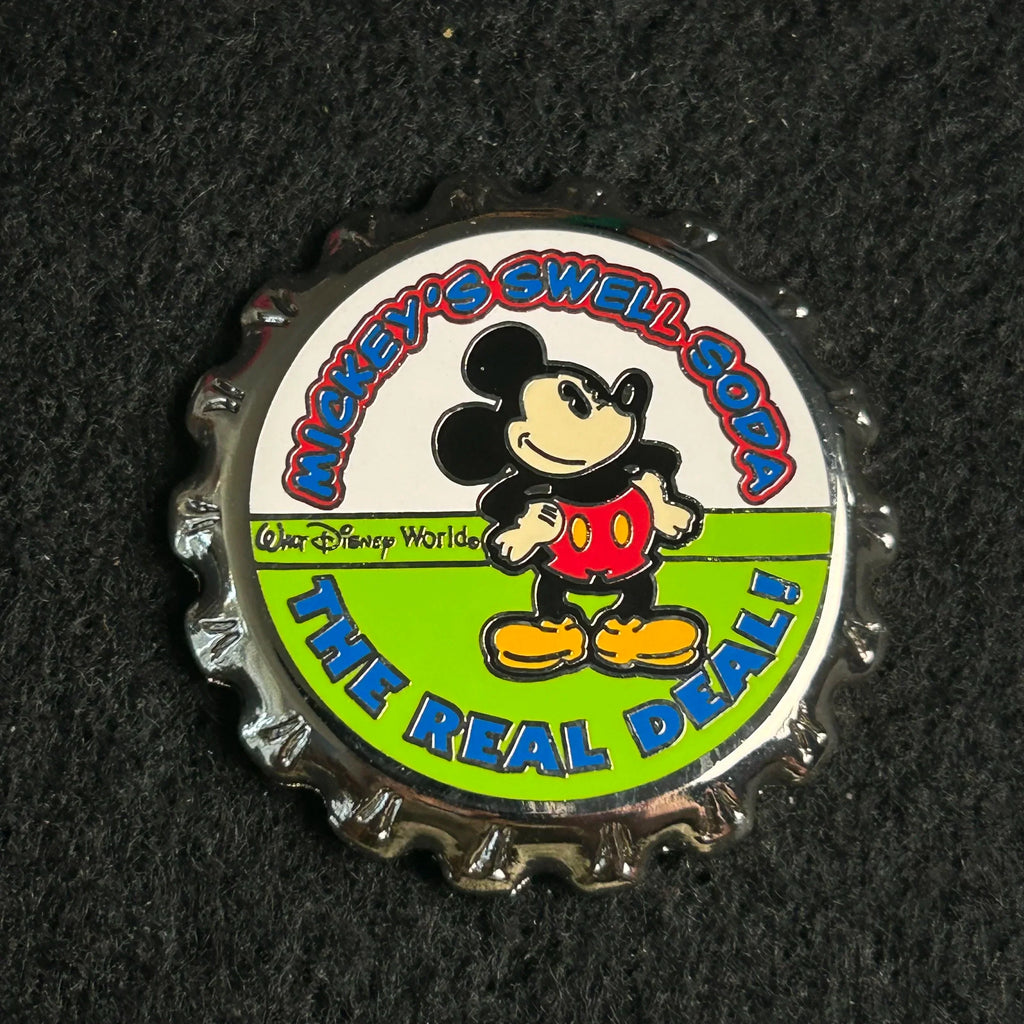 MICKEY'S SWELL SODA
Walt Disney World®
THE REAL DEAL!